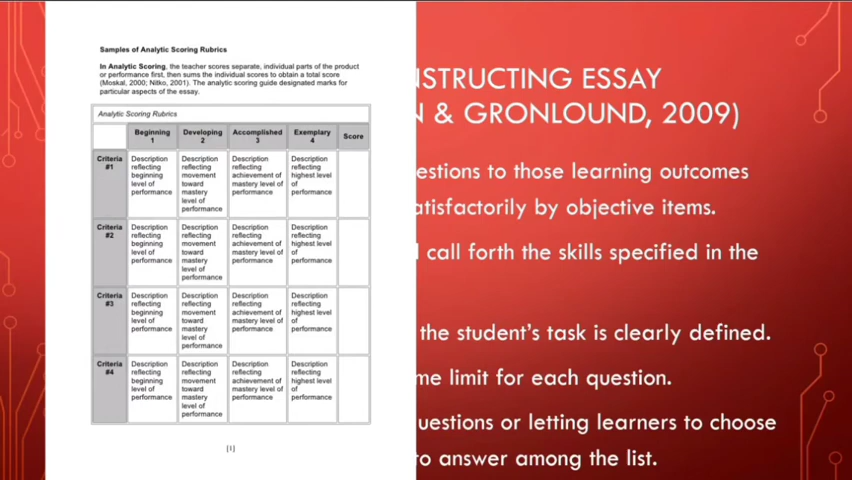 Samples of Analytic Scoring Rubrics
In Analytic Scoring, the teacher scores separate, individual parts of the product
or performance first, then sums the individual scores to obtain a total score
(Moskal, 2000; Nitko, 2001). The analytic scoring guide designated marks for
particular aspects of the essay.
Analytic Scoring Rubrics
Beginning Developing Accomplished Exemplary
1 2 3 4 Score
Criteria Description Description Description Description
#1 reflecting reflecting reflecting reflecting
beginning movement achievement of highest level
level of toward mastery level of of
performance mastery performance performance
level of
performance
Criteria Description Description Description Description
#2 reflecting reflecting reflecting reflecting
beginning movement achievement of highest level
level of toward mastery level of of
performance mastery performance performance
level of
performance
Criteria Description Description Description Description
#3 reflecting reflecting reflecting reflecting
beginning movement achievement of highest level
level of toward mastery level of of
performance mastery performance performance
level of
performance
Criteria Description Description Description Description
#4 reflecting reflecting reflecting reflecting
beginning movement achievement of highest level
level of toward mastery level of of
performance mastery performance performance
level of
performance
[1]
NSTRUCTING ESSAY
N & GRONLOUND, 2009)
estions to those learning outcomes
atisfactorily by objective items.
call forth the skills specified in the
the student's task is clearly defined.
me limit for each question.
uestions or letting learners to choose
to answer among the list.